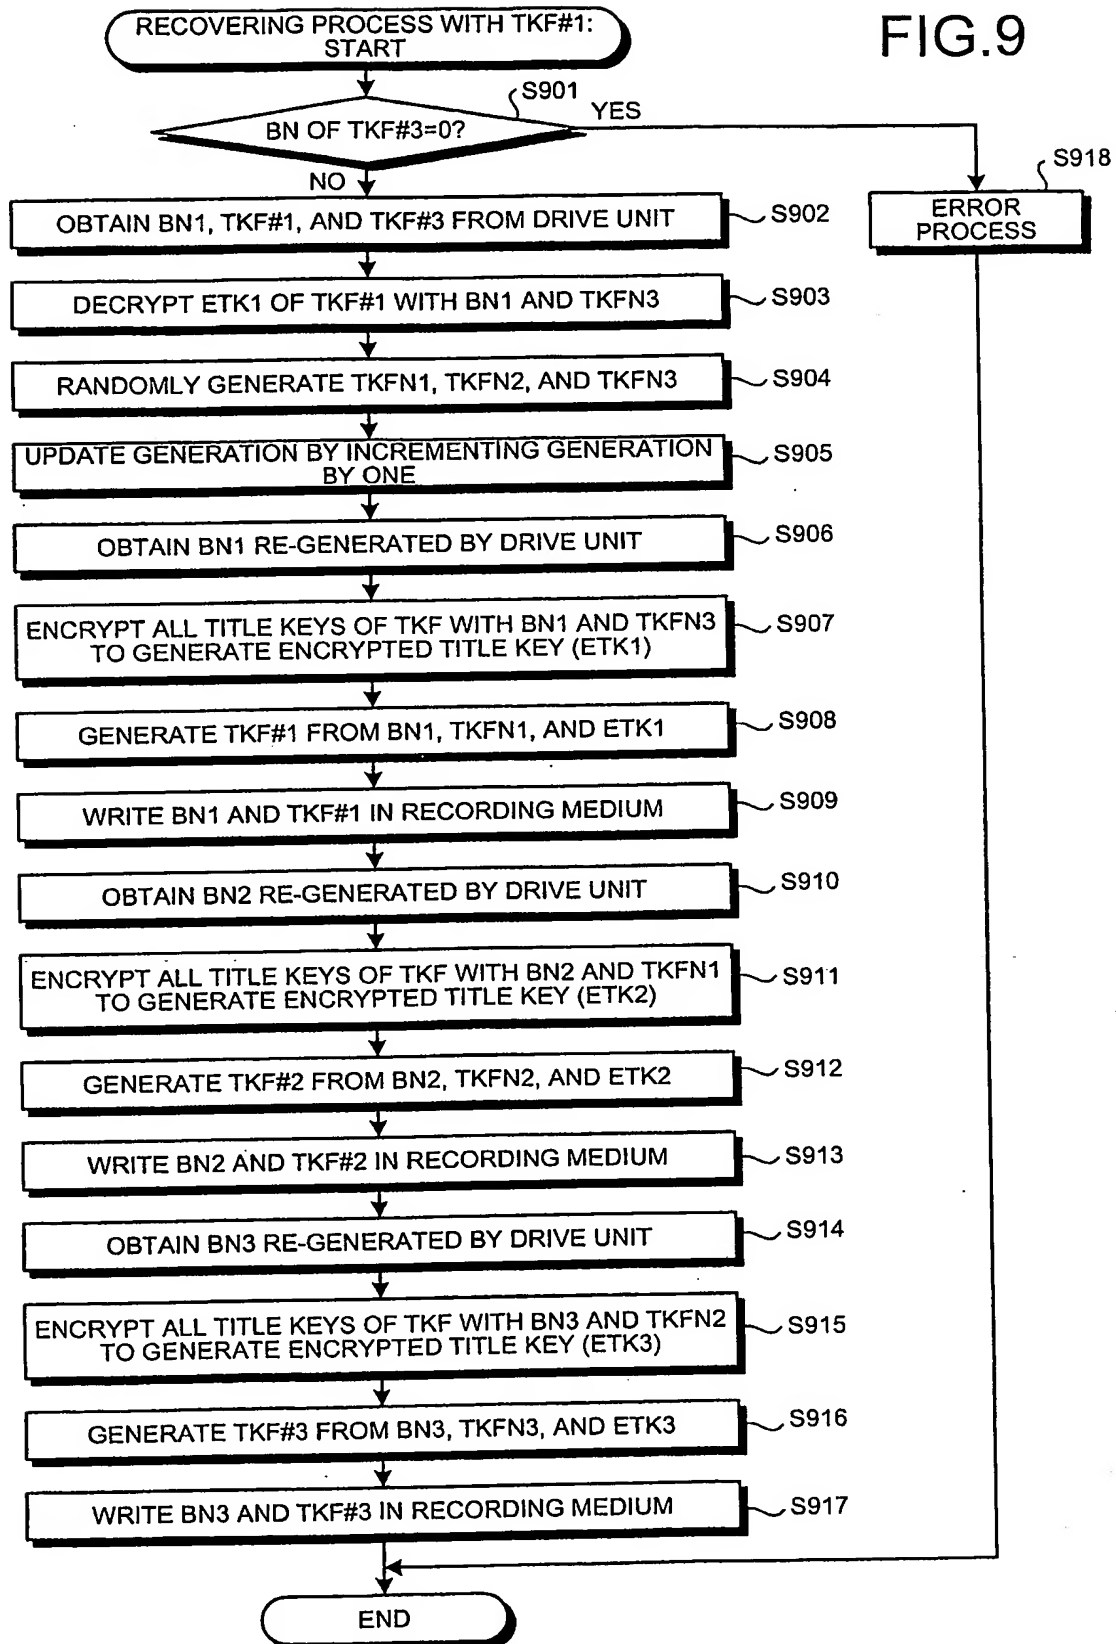 FIG.9
RECOVERING PROCESS WITH TKF#1:
START
S901
BN OF TKF#3=0?
YES
NO
S918
ERROR
PROCESS
OBTAIN BN1, TKF#1, AND TKF#3 FROM DRIVE UNIT
S902
DECRYPT ETK1 OF TKF#1 WITH BN1 AND TKFN3
S903
RANDOMLY GENERATE TKFN1, TKFN2, AND TKFN3
S904
UPDATE GENERATION BY INCREMENTING GENERATION
BY ONE
S905
OBTAIN BN1 RE-GENERATED BY DRIVE UNIT
S906
ENCRYPT ALL TITLE KEYS OF TKF WITH BN1 AND TKFN3
TO GENERATE ENCRYPTED TITLE KEY (ETK1)
S907
GENERATE TKF#1 FROM BN1, TKFN1, AND ETK1
S908
WRITE BN1 AND TKF#1 IN RECORDING MEDIUM
S909
OBTAIN BN2 RE-GENERATED BY DRIVE UNIT
S910
ENCRYPT ALL TITLE KEYS OF TKF WITH BN2 AND TKFN1
TO GENERATE ENCRYPTED TITLE KEY (ETK2)
S911
GENERATE TKF#2 FROM BN2, TKFN2, AND ETK2
S912
WRITE BN2 AND TKF#2 IN RECORDING MEDIUM
S913
OBTAIN BN3 RE-GENERATED BY DRIVE UNIT
S914
ENCRYPT ALL TITLE KEYS OF TKF WITH BN3 AND TKFN2
TO GENERATE ENCRYPTED TITLE KEY (ETK3)
S915
GENERATE TKF#3 FROM BN3, TKFN3, AND ETK3
S916
WRITE BN3 AND TKF#3 IN RECORDING MEDIUM
S917
END